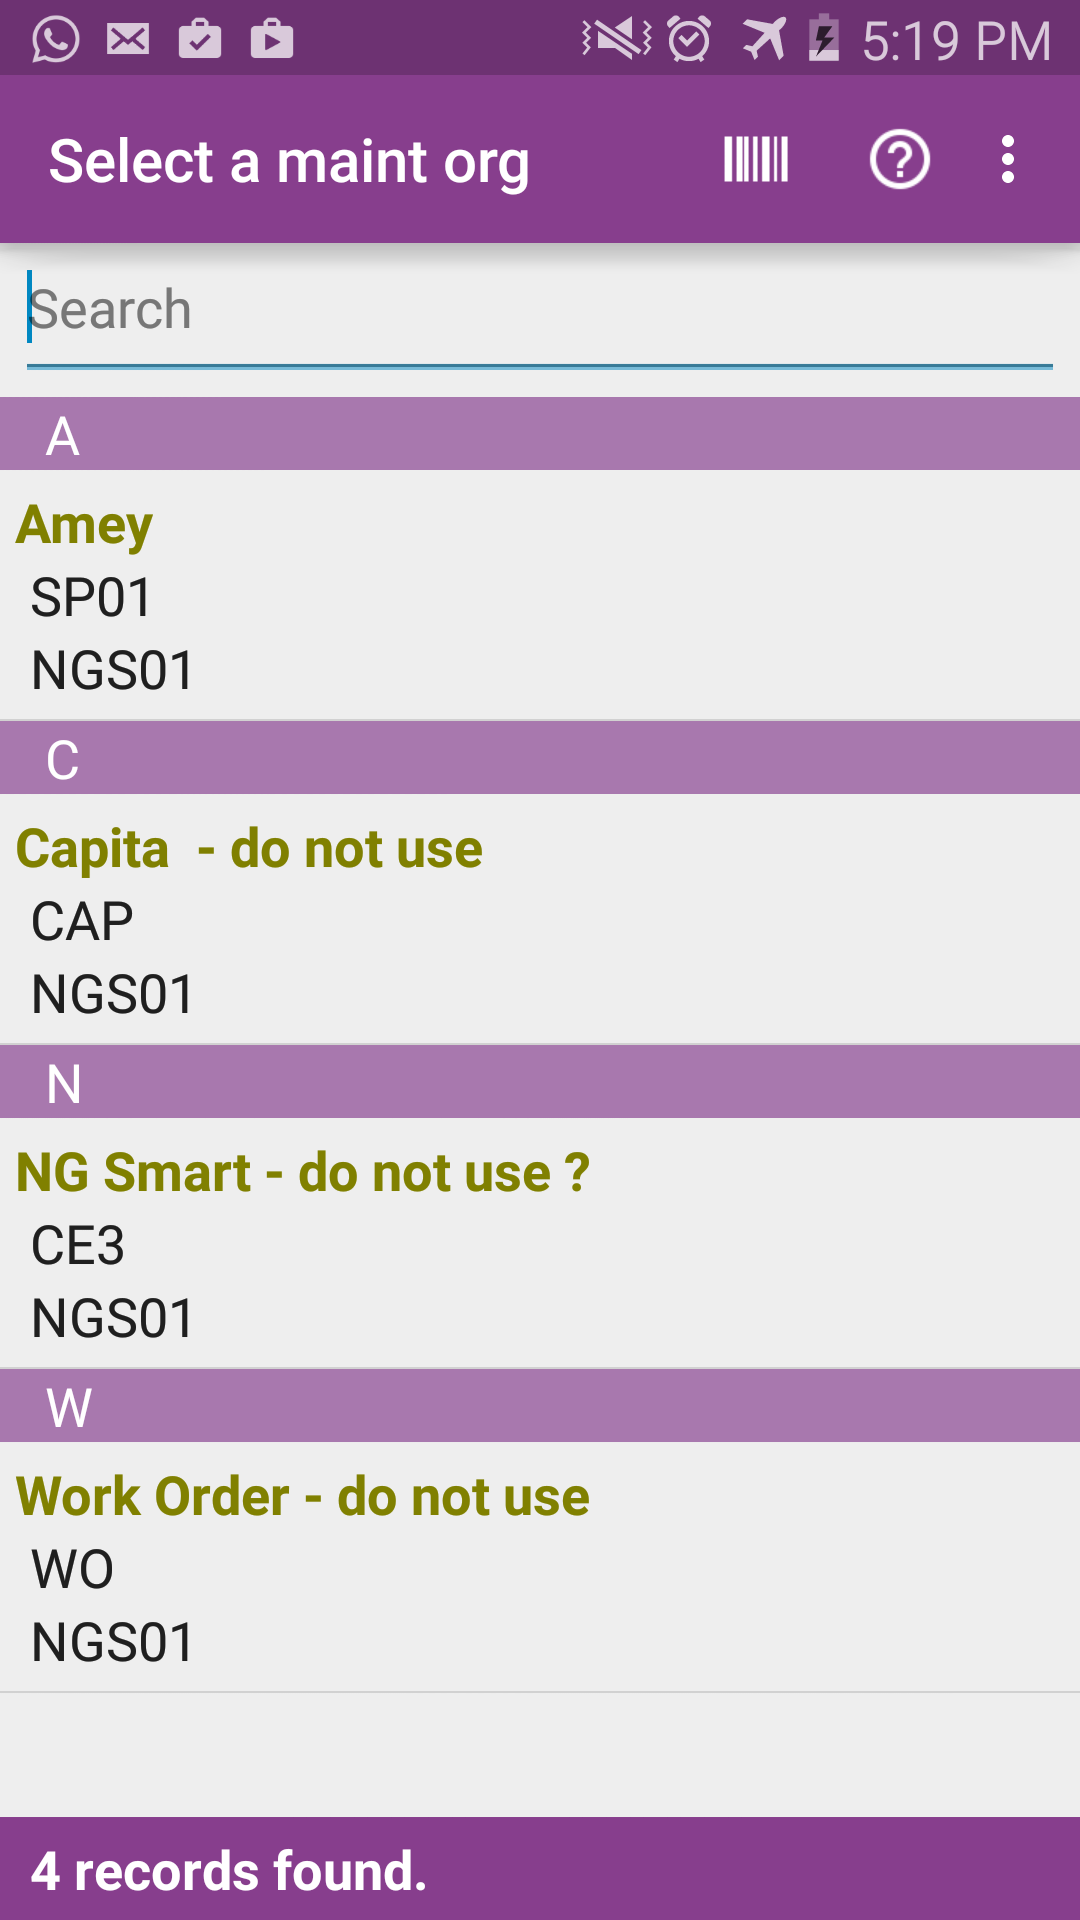 5:19 PM
Select a maint org
Search
A
Amey
SP01
NGS01
C
Capita  - do not use
CAP
NGS01
N
NG Smart - do not use ?
CE3
NGS01
W
Work Order - do not use
WO
NGS01
4 records found.